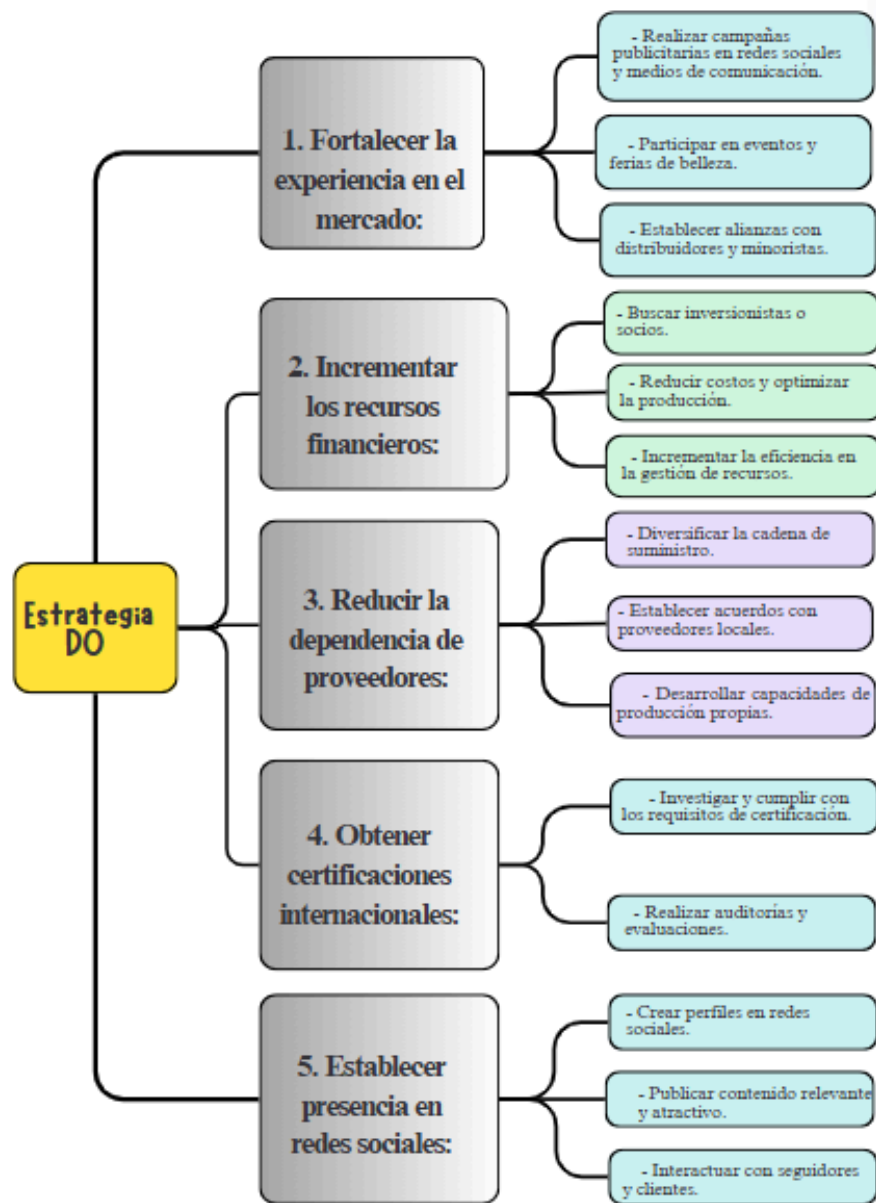 Estrategia
DO
1. Fortalecer la
experiencia en el
mercado:
- Realizar campañas
publicitarias en redes sociales
y medios de comunicación.
- Participar en eventos y
ferias de belleza.
- Establecer alianzas con
distribuidores y minoristas.
2. Incrementar
los recursos
financieros:
- Buscar inversionistas o
socios.
- Reducir costos y optimizar
la producción.
- Incrementar la eficiencia en
la gestión de recursos.
3. Reducir la
dependencia de
proveedores:
- Diversificar la cadena de
suministro.
- Establecer acuerdos con
proveedores locales.
- Desarrollar capacidades de
producción propias.
4. Obtener
certificaciones
internacionales:
- Investigar y cumplir con
los requisitos de certificación.
- Realizar auditorías y
evaluaciones.
5. Establecer
presencia en
redes sociales:
- Crear perfiles en redes
sociales.
- Publicar contenido relevante
y atractivo.
- Interactuar con seguidores
y clientes.